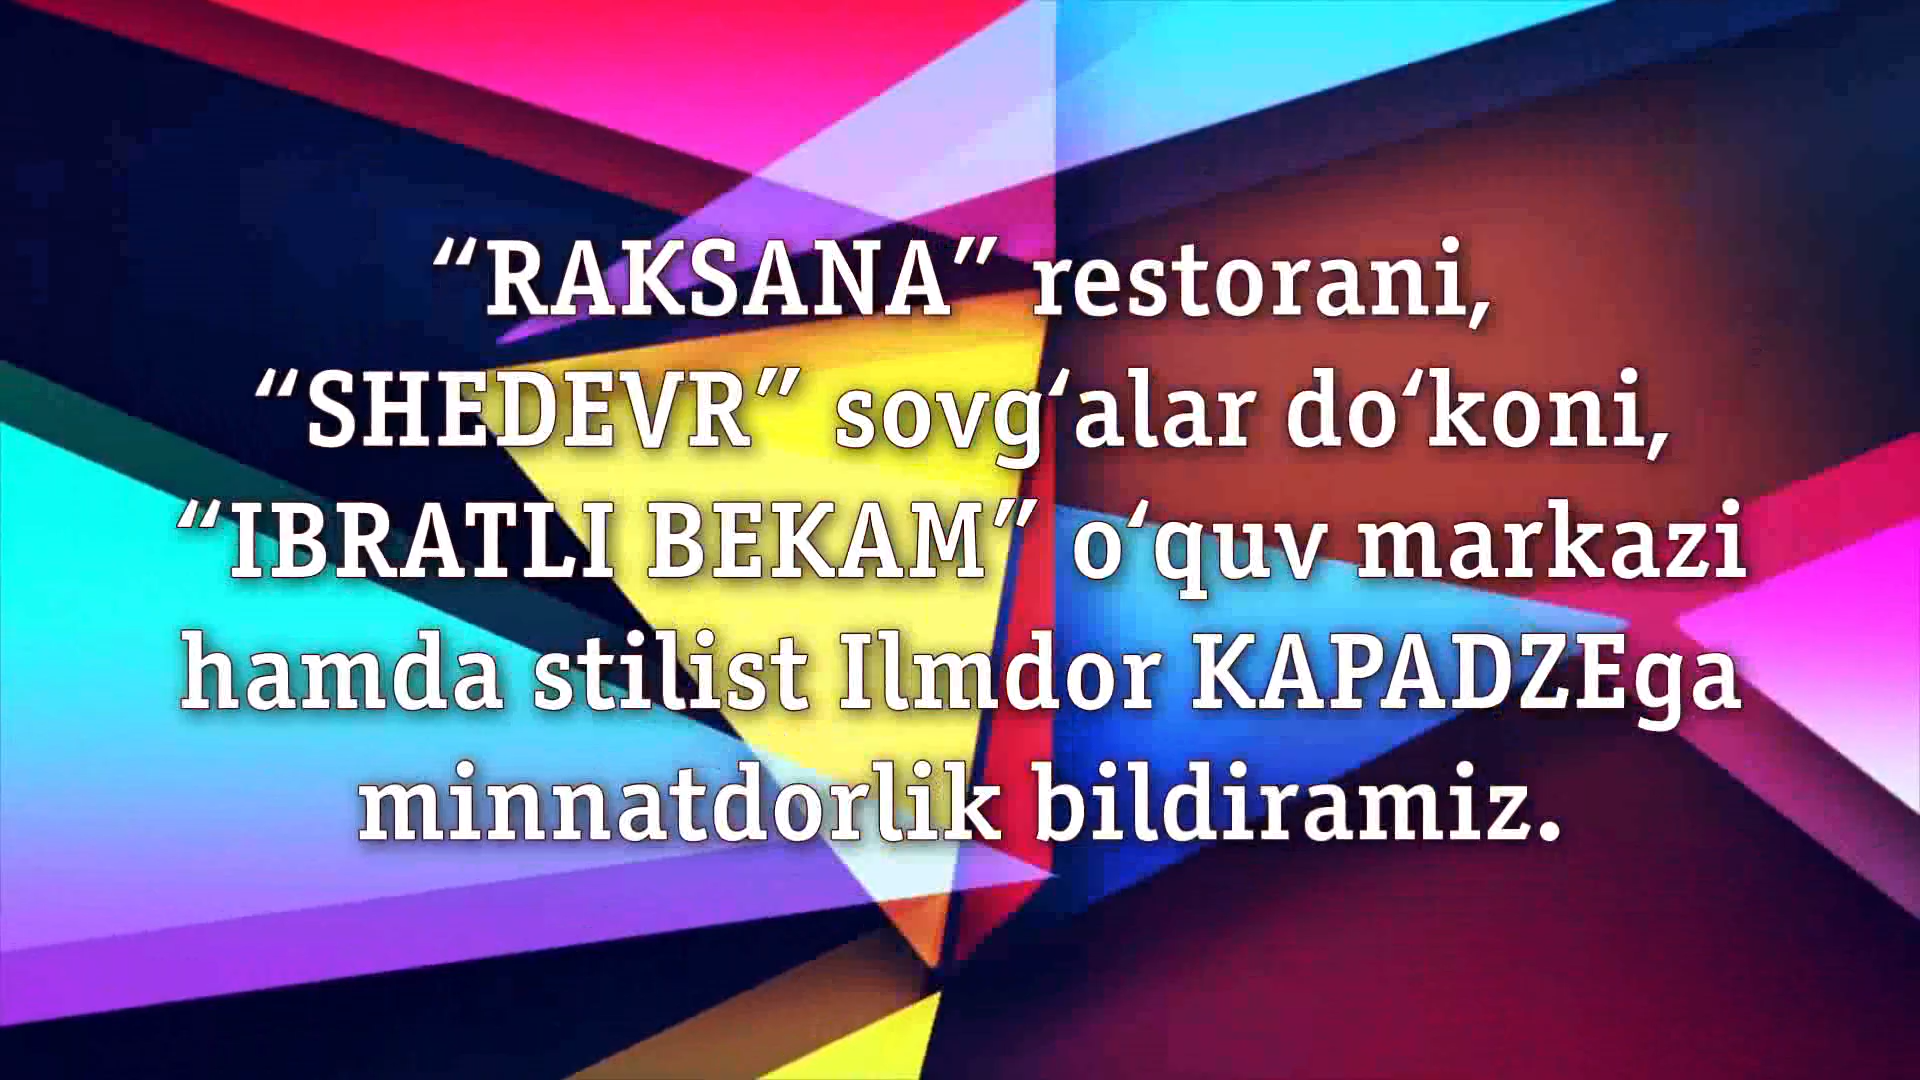 “RAKSANA” restorani,
“SHEDEVR” sovg‘alar do‘koni,
“IBRATLI BEKAM” o‘quv markazi
hamda stilist Ilmdor KAPADZEga
minnatdorlik bildiramiz.